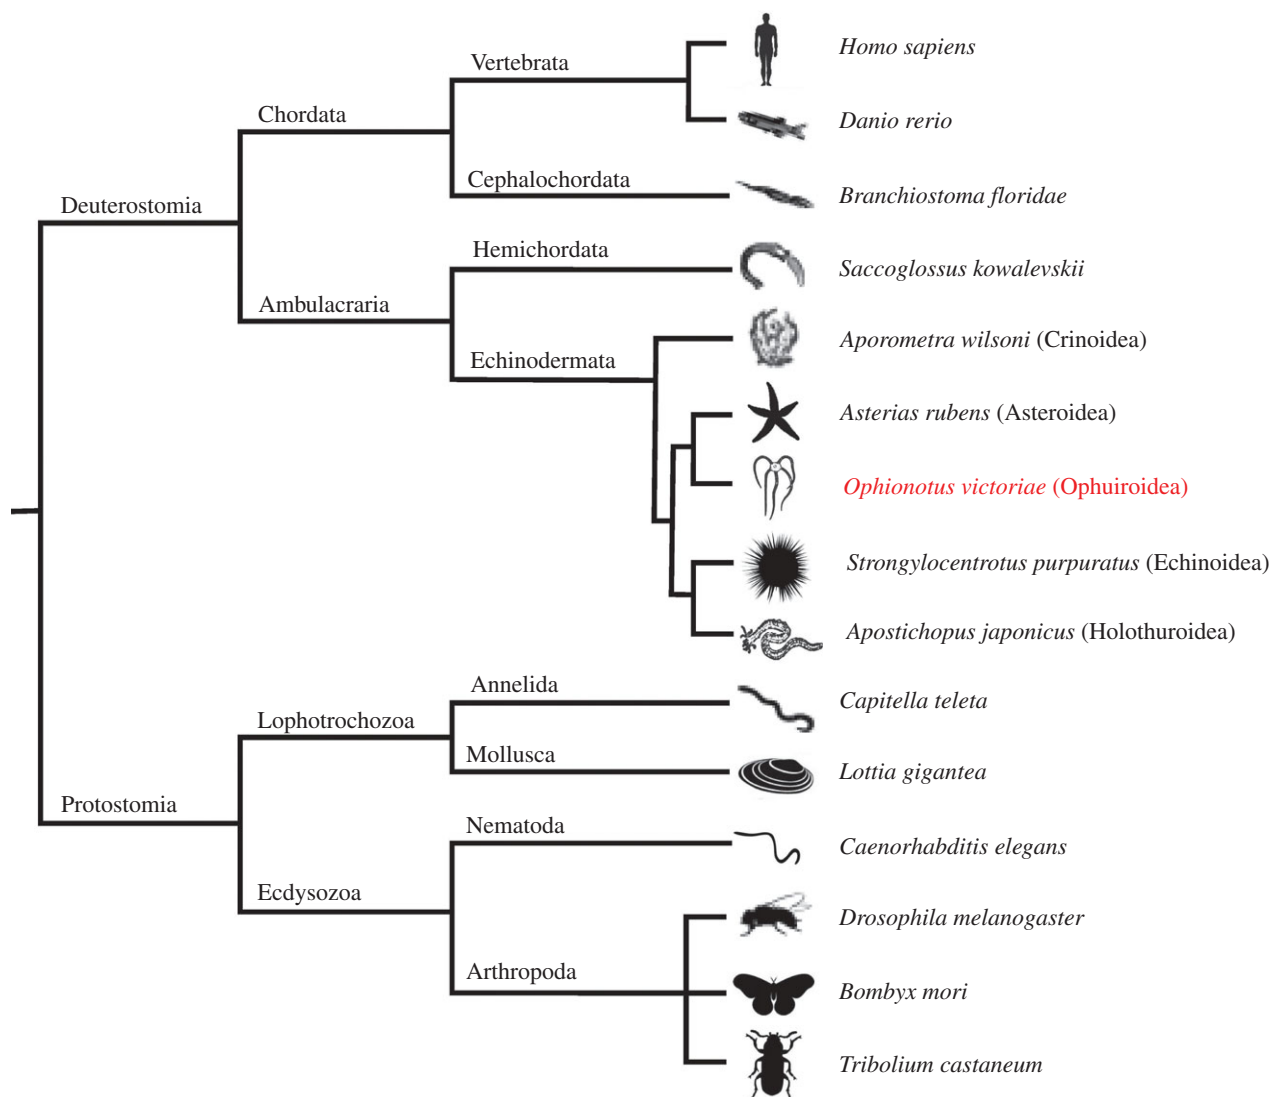 Vertebrata
Homo sapiens
Chordata
Danio rerio
Cephalochordata
Branchiostoma floridae
Deuterostomia
Hemichordata
Saccoglossus kowalevskii
Ambulacraria
Aporometra wilsoni (Crinoidea)
Echinodermata
Asterias rubens (Asteroidea)
Ophionotus victoriae (Ophuiroidea)
Strongylocentrotus purpuratus (Echinoidea)
Apostichopus japonicus (Holothuroidea)
Annelida
Capitella teleta
Lophotrochozoa
Mollusca
Lottia gigantea
Protostomia
Nematoda
Caenorhabditis elegans
Ecdysozoa
Drosophila melanogaster
Arthropoda
Bombyx mori
Tribolium castaneum